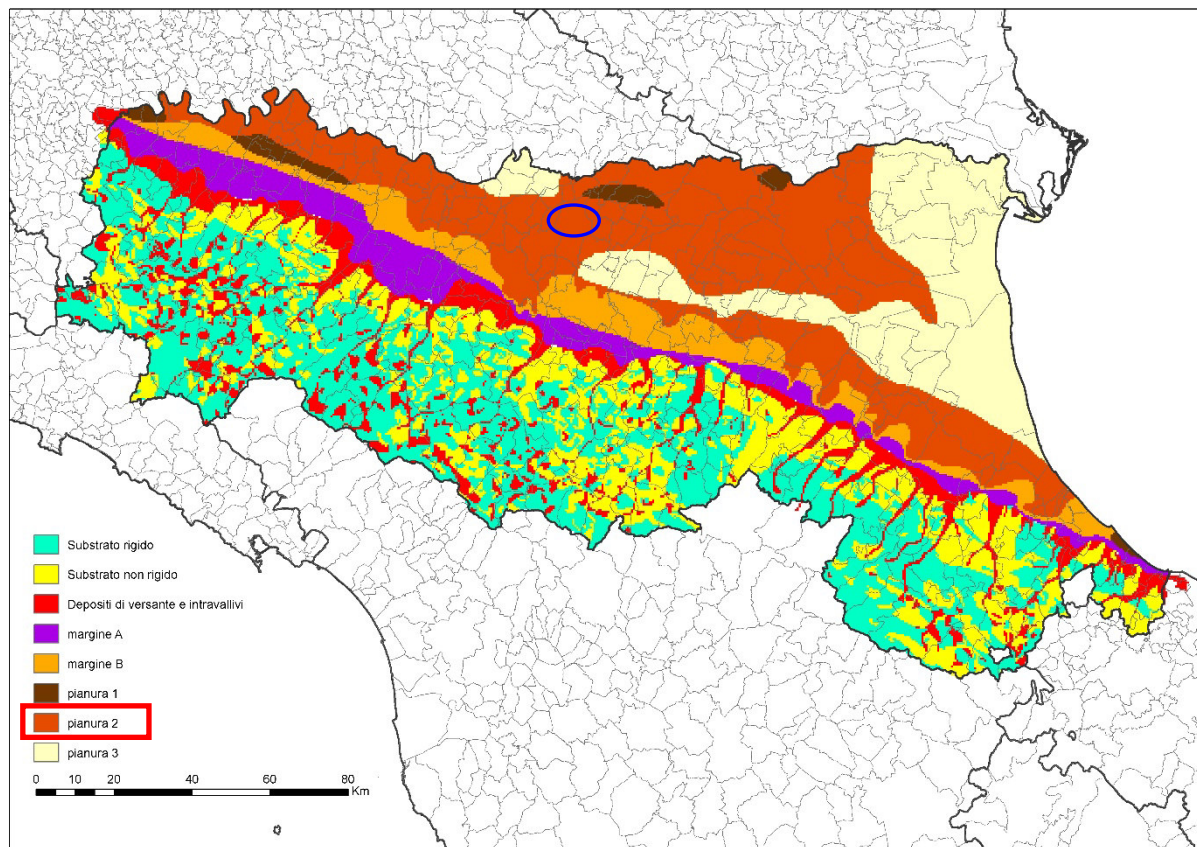 Substrato rigido
Substrato non rigido
Depositi di versante e intravallivi
margine A
margine B
pianura 1
pianura 2
pianura 3
0 10 20 40 60 80
Km